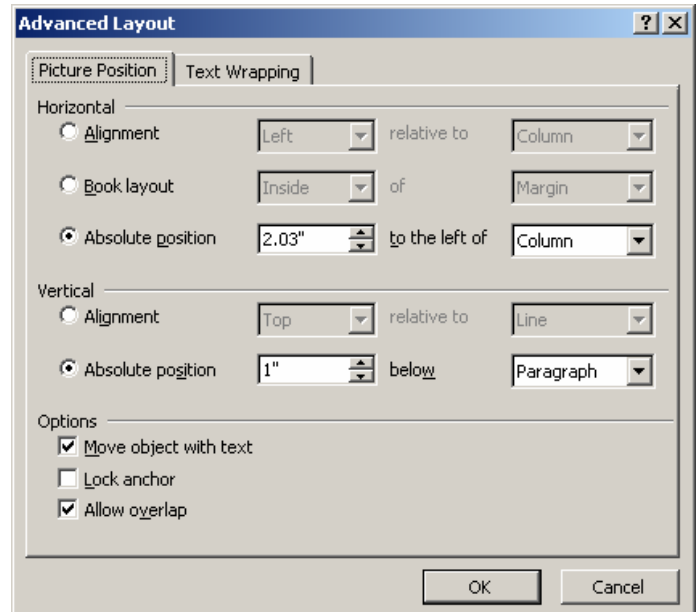 Advanced Layout
Picture Position Text Wrapping
Horizontal
Alignment Left relative to Column
Book layout Inside of Margin
Absolute position 2.03" to the left of Column
Vertical
Alignment Top relative to Line
Absolute position 1" below Paragraph
Options
Move object with text
Lock anchor
Allow overlap
OK Cancel